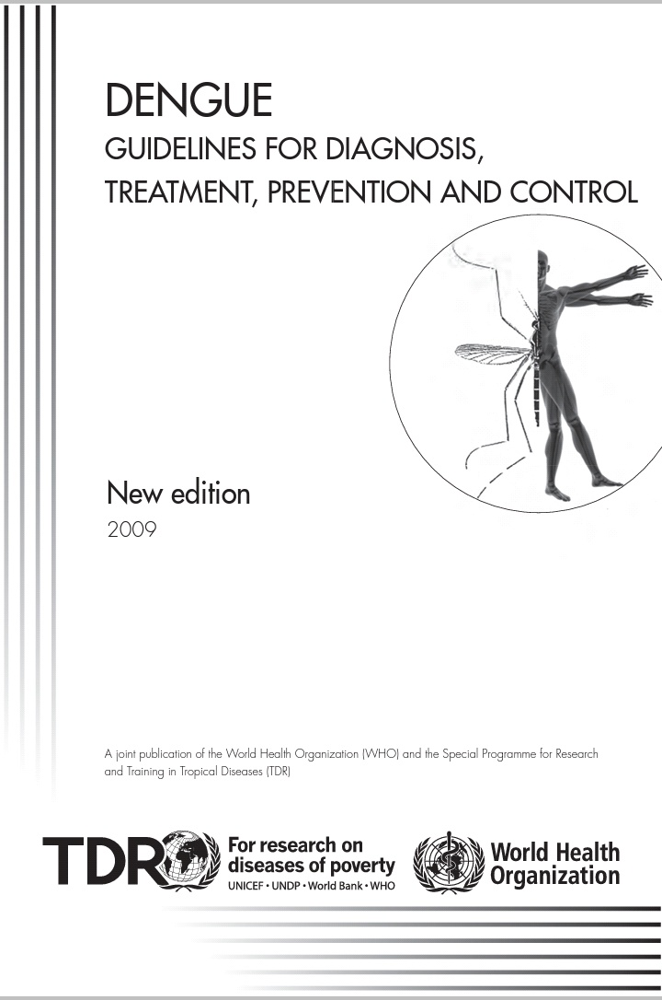 DENGUE
GUIDELINES FOR DIAGNOSIS,
TREATMENT, PREVENTION AND CONTROL
New edition
2009
A joint publication of the World Health Organization (WHO) and the Special Programme for Research
and Training in Tropical Diseases (TDR)
TDR
For research on
diseases of poverty
UNICEF • UNDP • World Bank • WHO
World Health
Organization